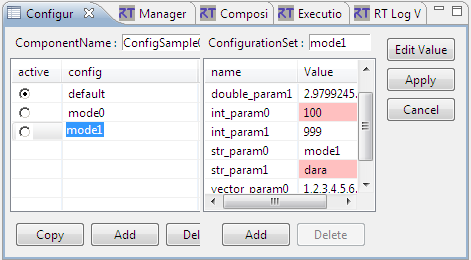 Configur RT Manager RT Composi RT Executio RT RT Log V
ComponentName : ConfigSample( ConfigurationSet : mode1 Edit Value
active config name Value Apply
default double_param1 2.9799245. Cancel
mode0 int_param0 100
mode1 int_param1 999
str_param0 mode1
str_param1 dara
vector_param0 1.2.3.4.5.6.
Copy Add Del Add Delete